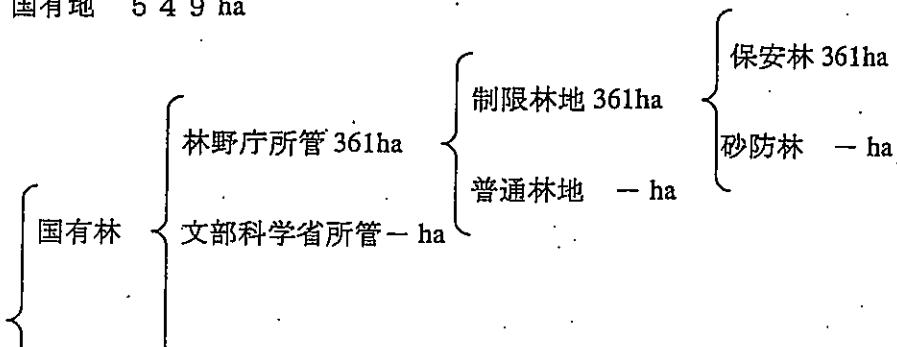 国有地 549 ha
保安林 361ha
制限林地 361ha
林野庁所管 361ha
砂防林 － ha
普通林地 － ha
国有林
文部科学省所管－ ha